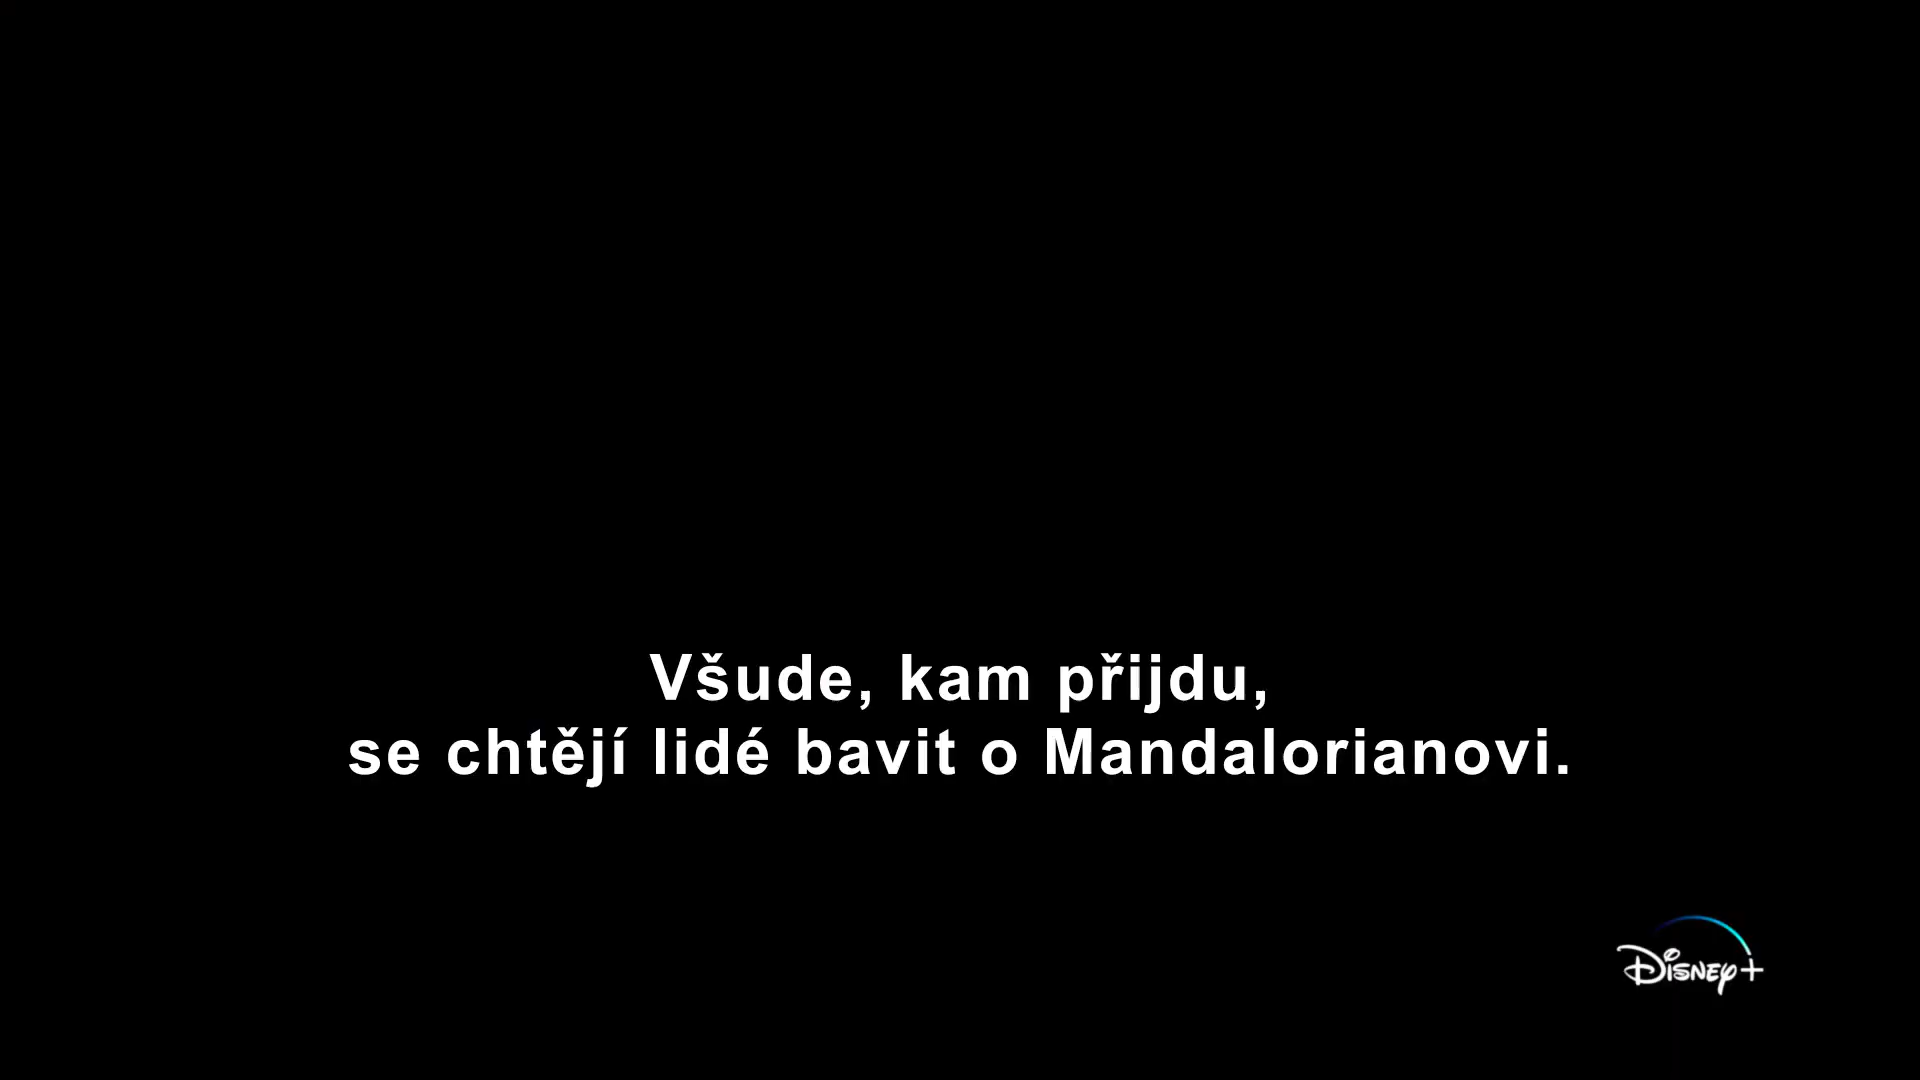 Všude, kam přijdu,
se chtějí lidé bavit o Mandalorianovi.
Disney+